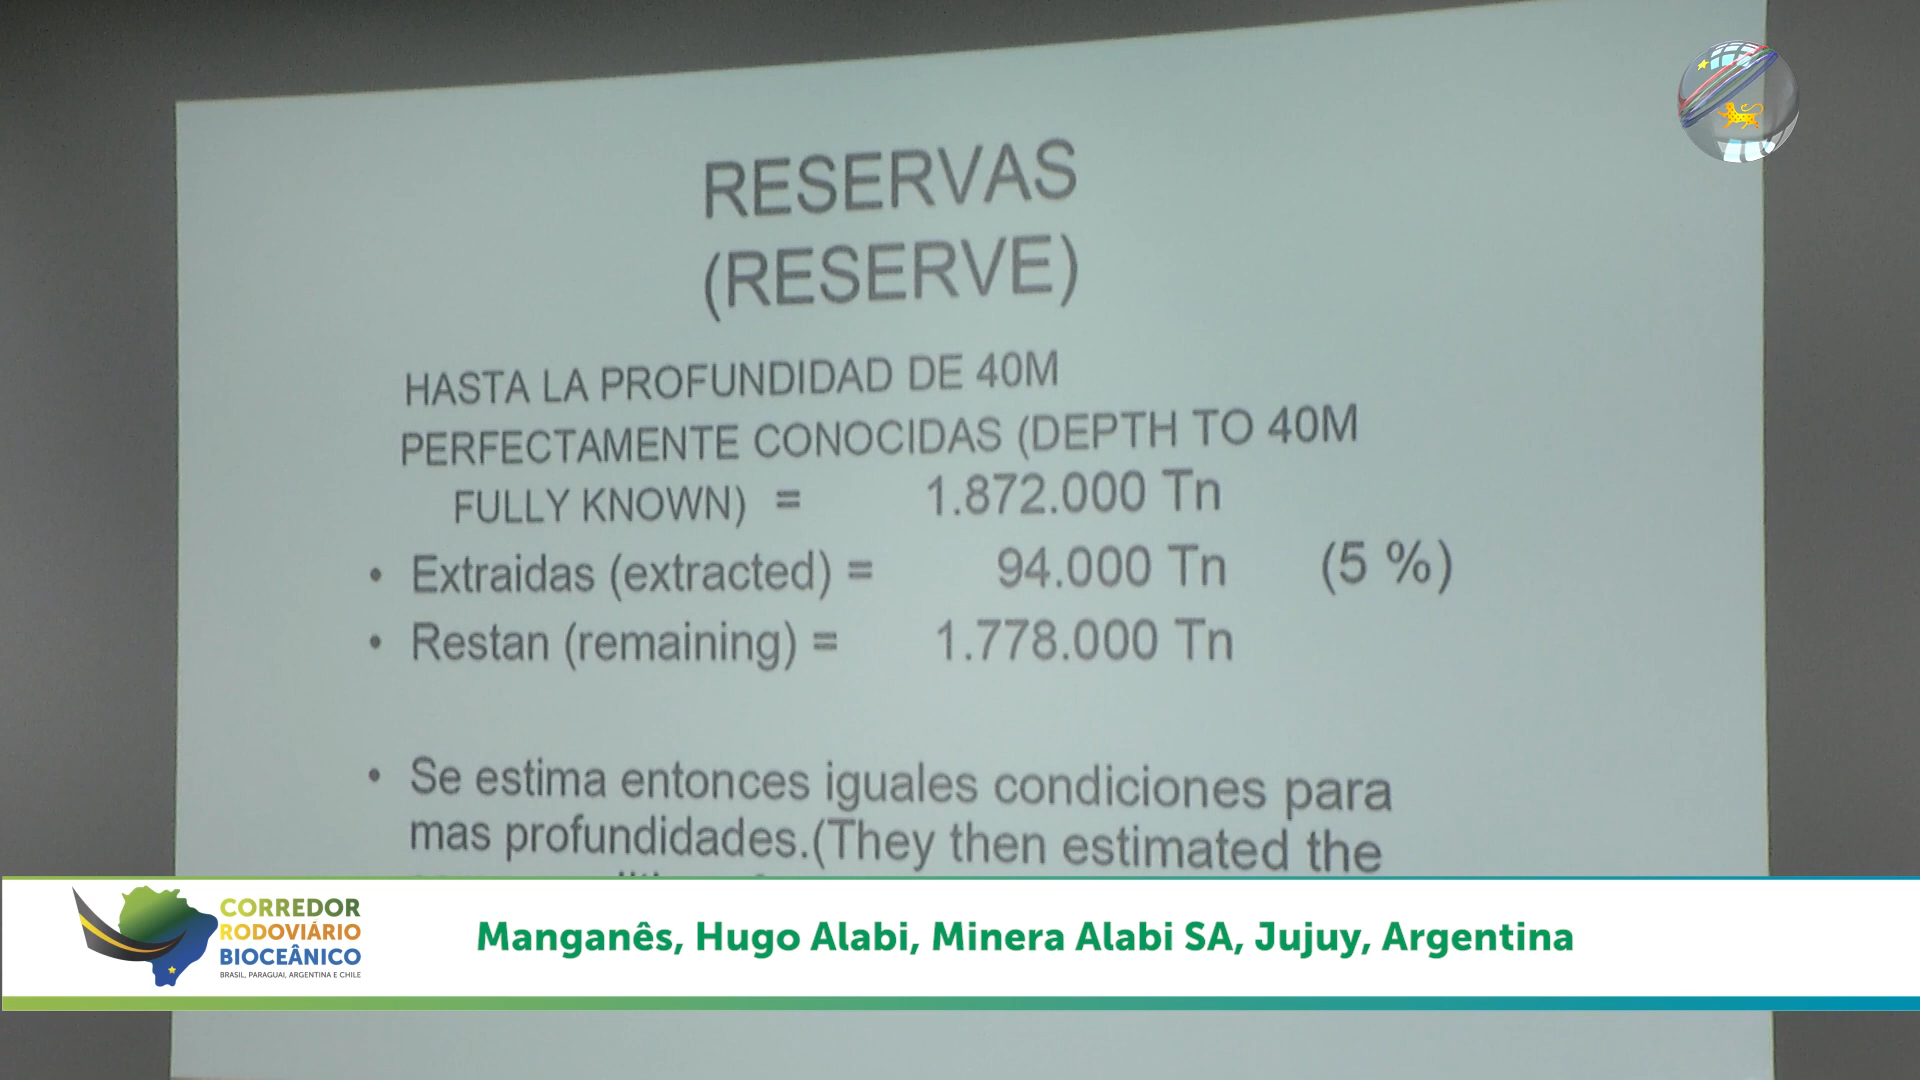 RESERVAS
(RESERVE)
HASTA LA PROFUNDIDAD DE 40M
PERFECTAMENTE CONOCIDAS (DEPTH TO 40M
FULLY KNOWN) = 1.872.000 Tn
• Extraidas (extracted) = 94.000 Tn (5 %)
• Restan (remaining) = 1.778.000 Tn
• Se estima entonces iguales condiciones para
mas profundidades.(They then estimated the
CORREDOR
RODOVIÁRIO
BIOCEÂNICO
BRASIL, PARAGUAI, ARGENTINA E CHILE
Manganês, Hugo Alabi, Minera Alabi SA, Jujuy, Argentina